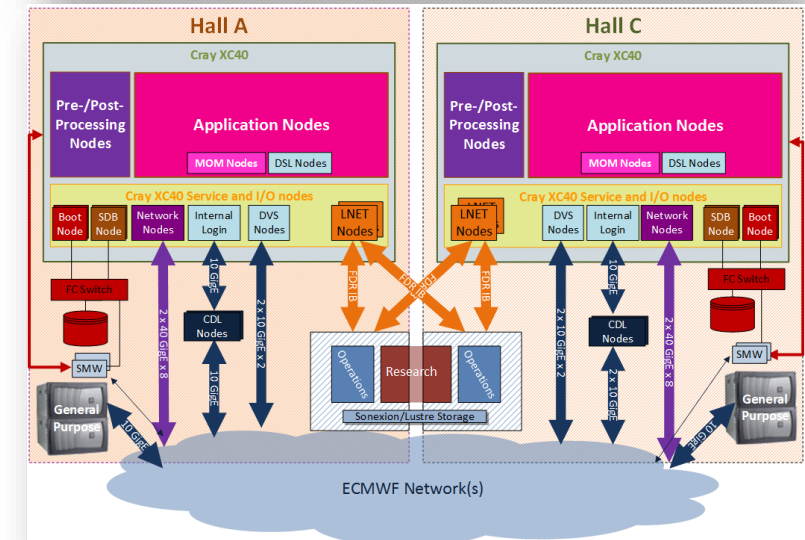 Hall A
Hall C
Cray XC40
Cray XC40
Pre-/Post-
Processing
Nodes
Application Nodes
MOM Nodes
DSL Nodes
Pre-/Post-
Processing
Nodes
Application Nodes
MOM Nodes
DSL Nodes
Cray XC40 Service and I/O nodes
Boot
Node
SDB
Node
Network
Nodes
Internal
Login
DVS
Nodes
LNET
Nodes
Cray XC40 Service and I/O nodes
LNET
Nodes
DVS
Nodes
Internal
Login
Network
Nodes
SDB
Node
Boot
Node
FC Switch
SMW
General
Purpose
10 GigE
2 x 40 GigE x 8
10 GigE
CDL
Nodes
10 GigE
2 x 10 GigE x 2
FDR IB
FDR IB
FDR IB
FDR IB
Operations
Research
Operations
Sonexion/Lustre Storage
2 x 10 GigE x 2
10 GigE
CDL
Nodes
2 x 10 GigE
2 x 40 GigE x 8
FC Switch
SMW
General
Purpose
10 GigE
ECMWF Network(s)